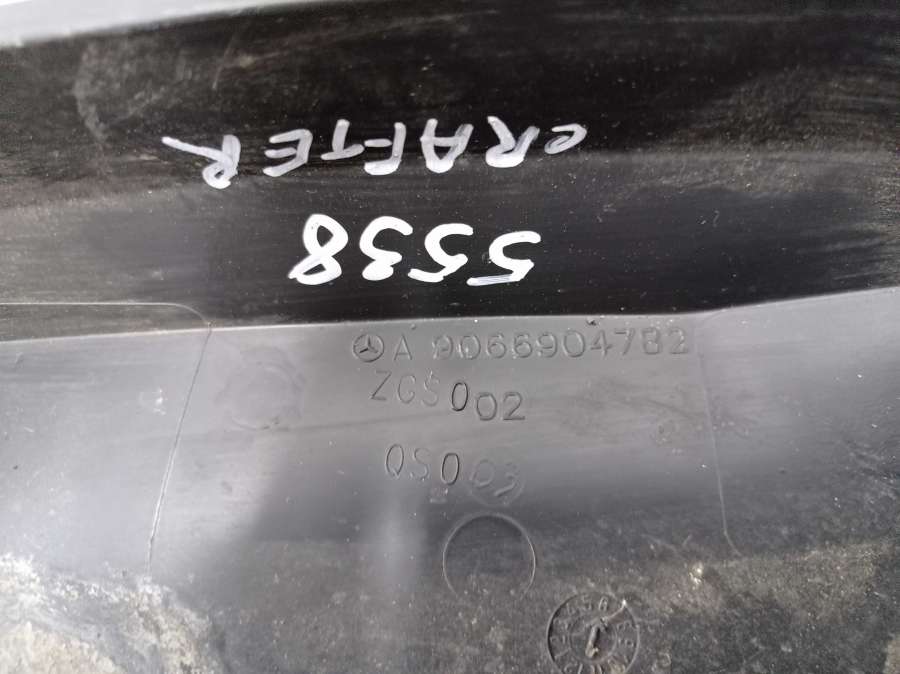 CRAFTER
5538
A 9066904782
ZGS002
QS003